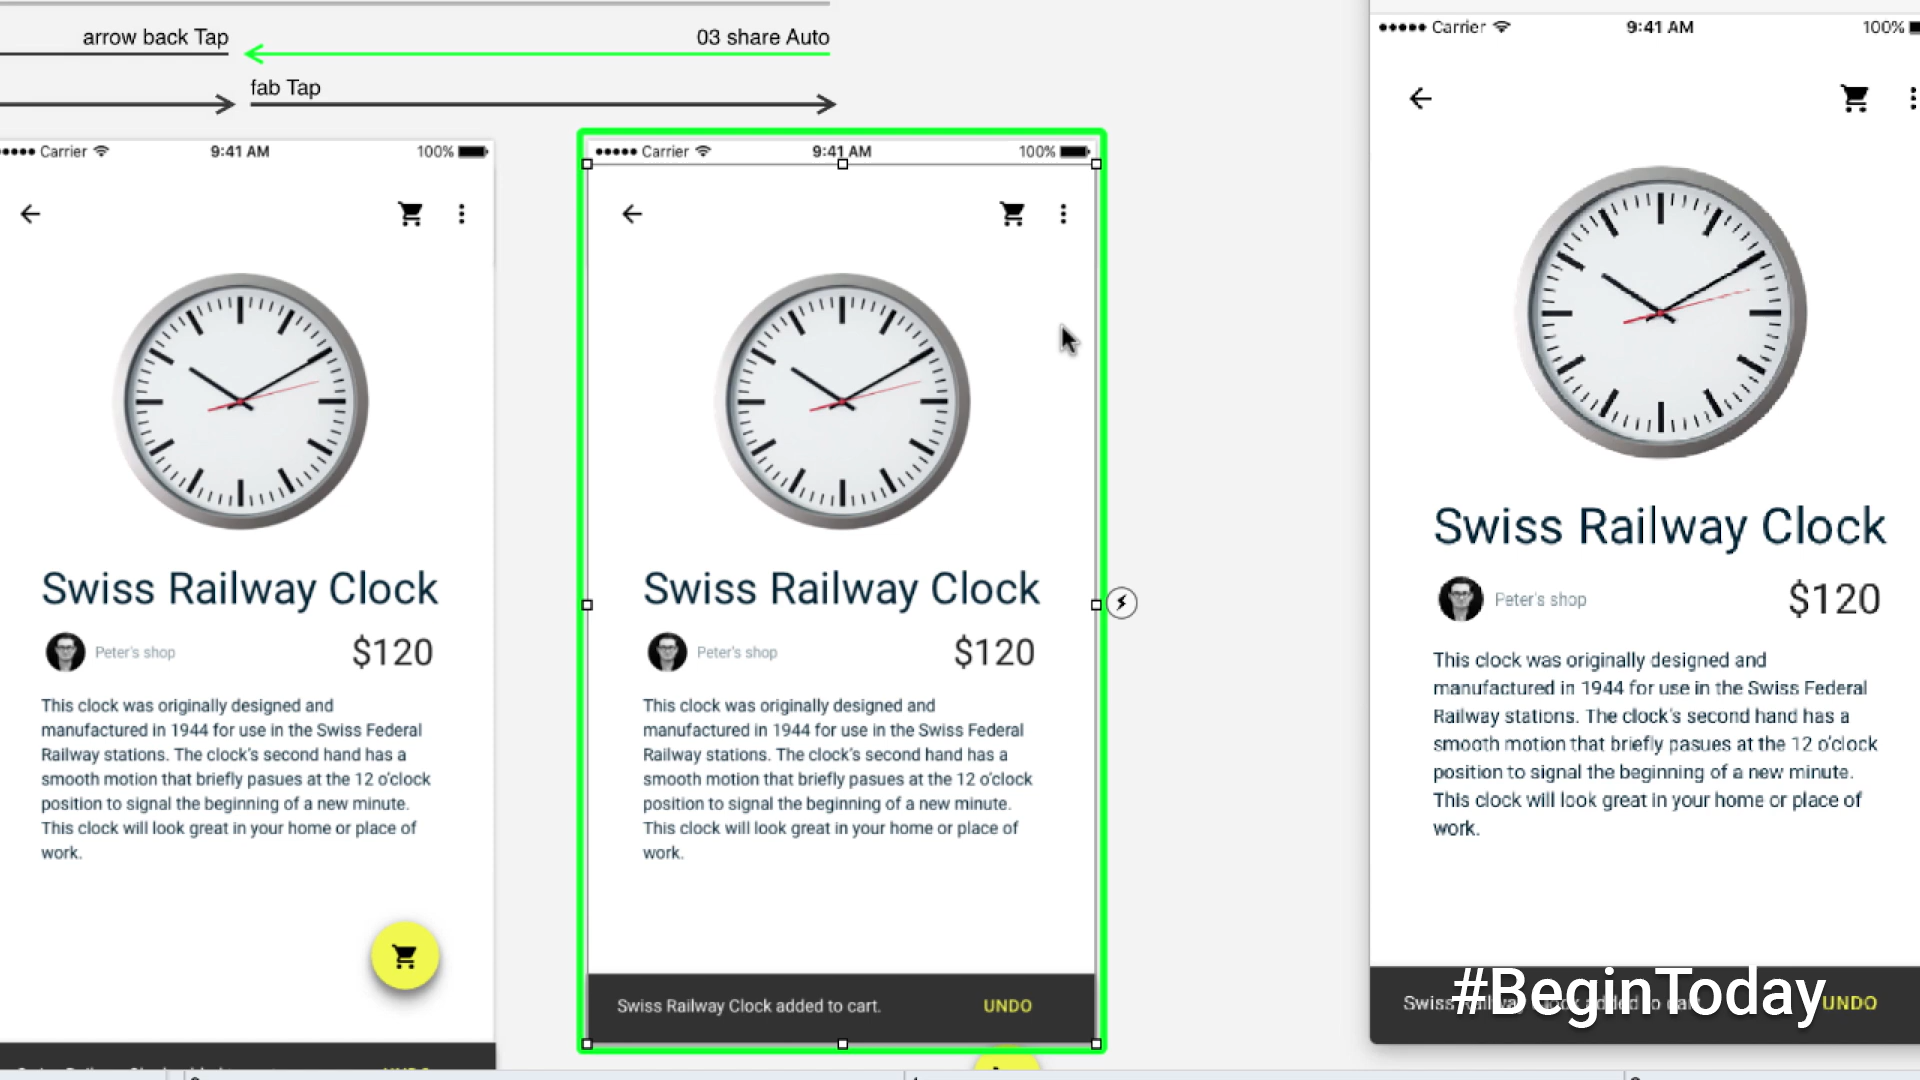 arrow back Tap
03 share Auto
fab Tap
Carrier 9:41 AM 100%
Swiss Railway Clock
Peter's shop $120
This clock was originally designed and
manufactured in 1944 for use in the Swiss Federal
Railway stations. The clock's second hand has a
smooth motion that briefly pasues at the 12 o'clock
position to signal the beginning of a new minute.
This clock will look great in your home or place of
work.
Carrier 9:41 AM 100%
Swiss Railway Clock
Peter's shop $120
This clock was originally designed and
manufactured in 1944 for use in the Swiss Federal
Railway stations. The clock's second hand has a
smooth motion that briefly pasues at the 12 o'clock
position to signal the beginning of a new minute.
This clock will look great in your home or place of
work.
Swiss Railway Clock added to cart. UNDO
Carrier 9:41 AM 100%
Swiss Railway Clock
Peter's shop $120
This clock was originally designed and
manufactured in 1944 for use in the Swiss Federal
Railway stations. The clock's second hand has a
smooth motion that briefly pasues at the 12 o'clock
position to signal the beginning of a new minute.
This clock will look great in your home or place of
work.
Swiss UNDO
#BeginToday